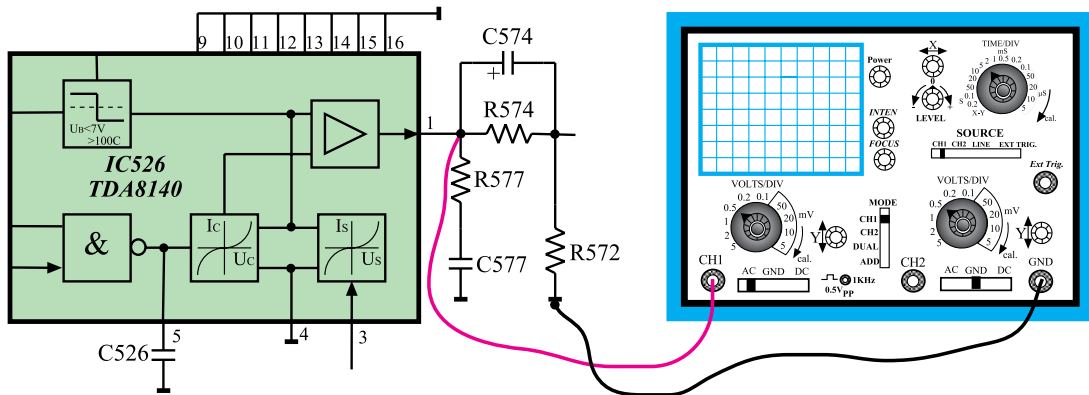 9 10 11 12 13 14 15 16
UB<7V
>100C
IC526
TDA8140
1
&
IC
UC
IS
US
5
4
3
C526
C574
+
R574
R577
C577
R572
Power
X
0
- +
LEVEL
INTEN
FOCUS
TIME/DIV
mS
5 2 1 0.5 0.2 0.1
10 20 50 0.1 0.2
50 20 10 5
S
µS
X-Y
cal.
SOURCE
CH1 CH2 LINE EXT TRIG.
Ext Trig.
VOLTS/DIV
5 2 1 0.5 0.2 0.1 50 20 10 5
mV
cal.
Y
MODE
CH1
CH2
DUAL
ADD
VOLTS/DIV
5 2 1 0.5 0.2 0.1 50 20 10 5
mV
cal.
Y
CH1
AC GND DC
0.5VPP
1KHz
CH2
AC GND DC
GND